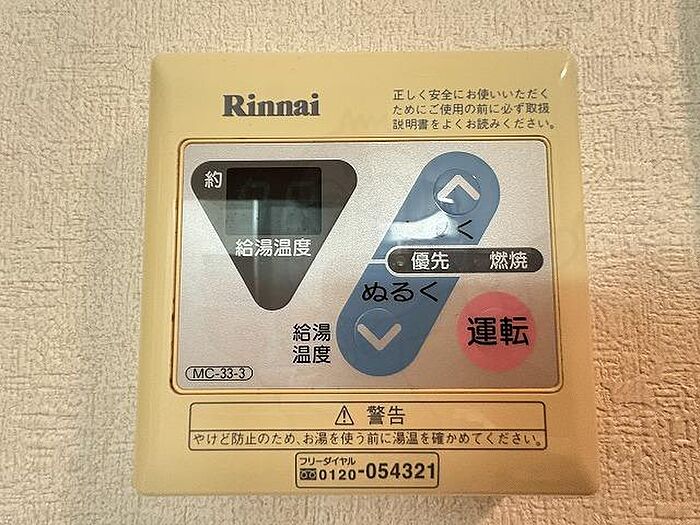 Rinnai
正しく安全にお使いいただく
ためにご使用の前に必ず取扱
説明書をよくお読みください。
約
給湯温度
く
優先 燃焼
ぬるく
給湯
温度
運転
MC-33-3
⚠ 警告
やけど防止のため、お湯を使う前に湯温を確かめてください。
フリーダイヤル
0120-054321